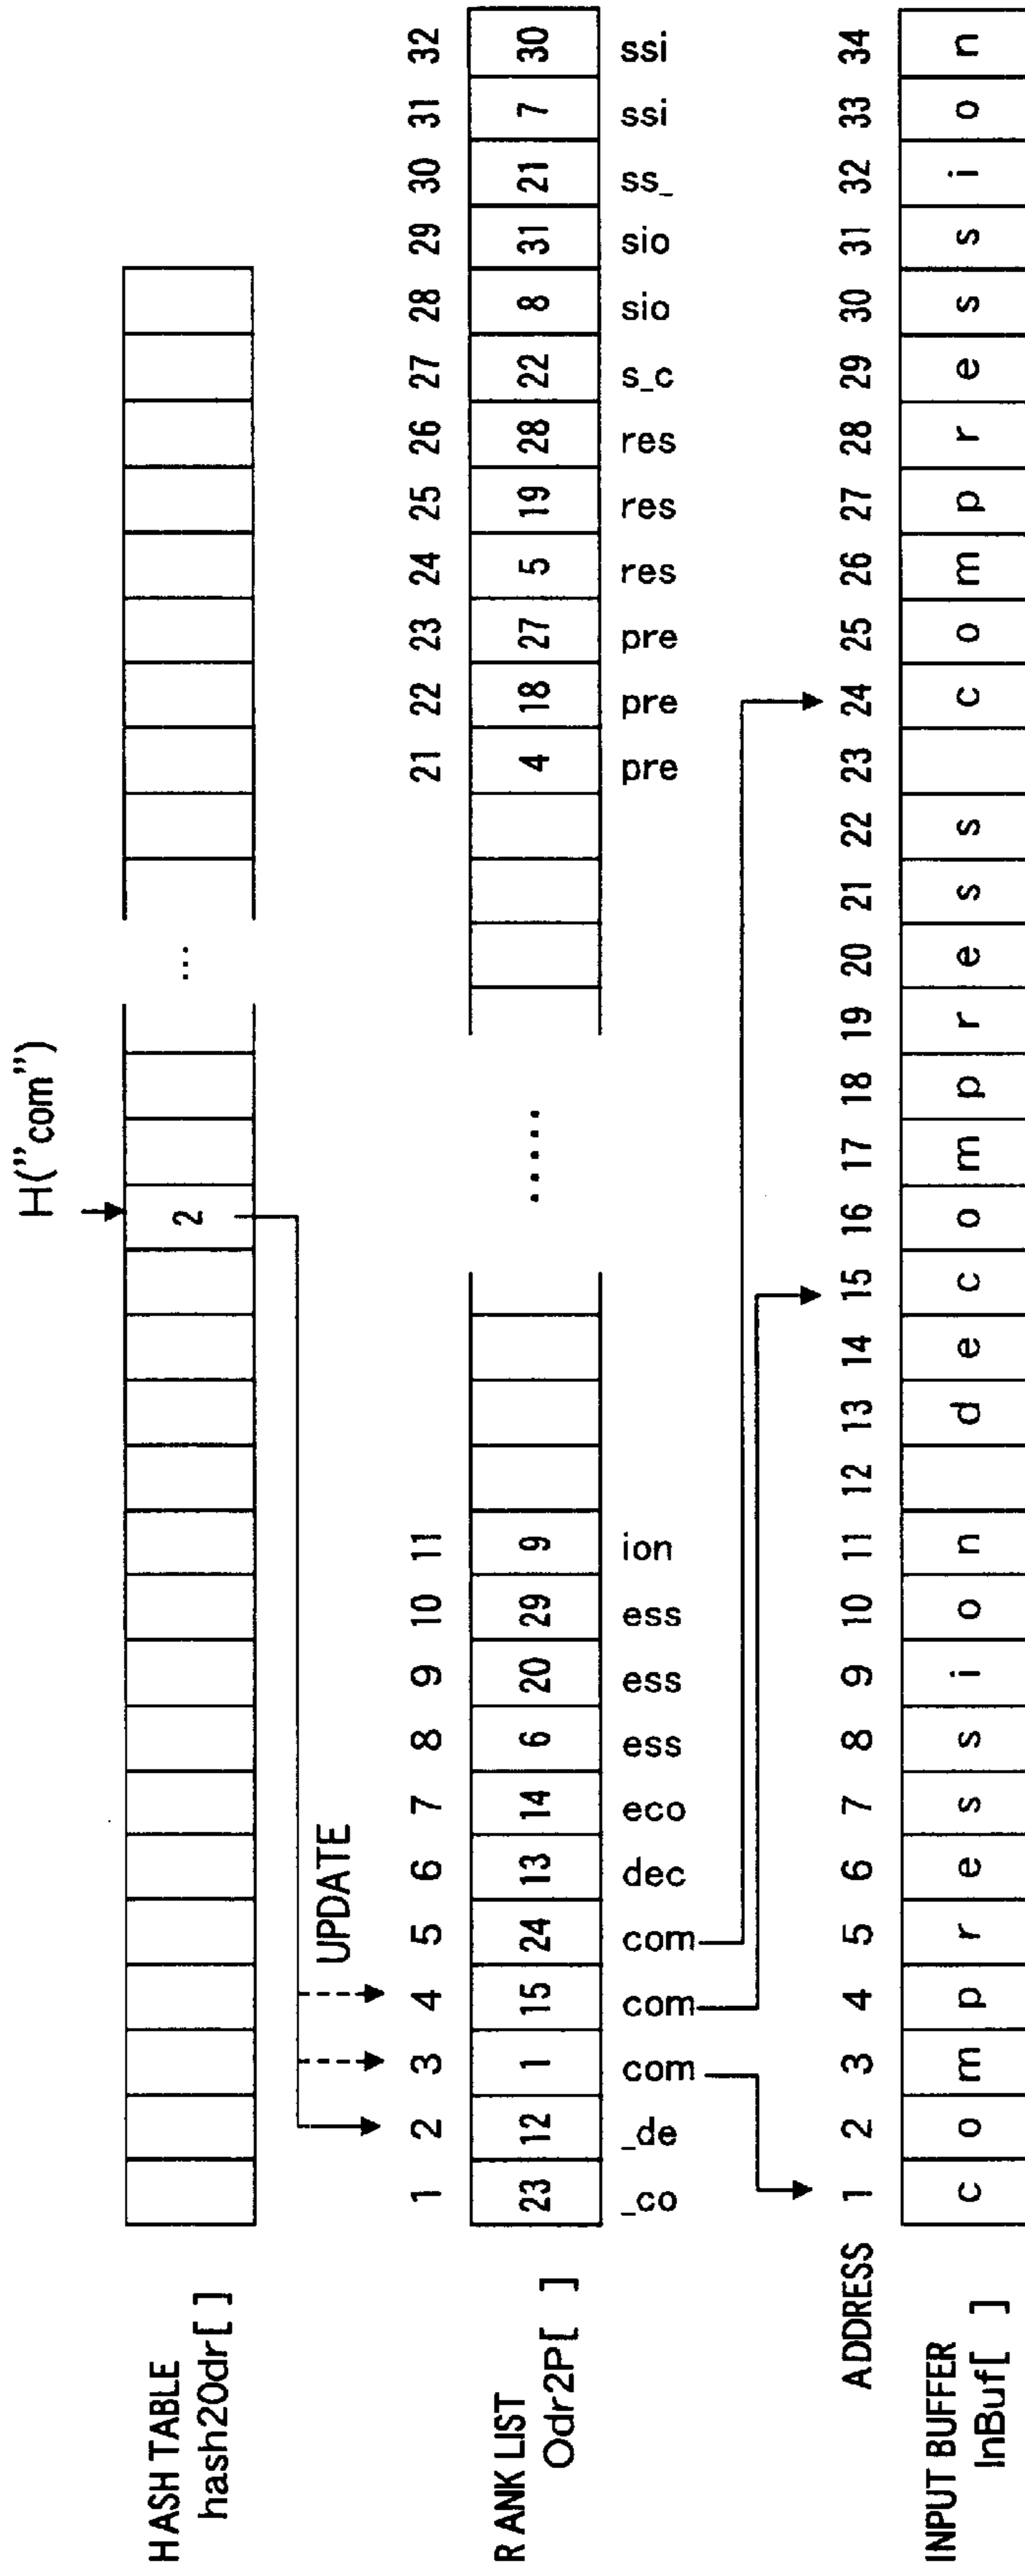 H("com")
HASH TABLE
hash2Odr[ ]
2
...
UPDATE
1 2 3 4 5 6 7 8 9 10 11 21 22 23 24 25 26 27 28 29 30 31 32
RANK LIST
Odr2P[ ]
23 12 1 15 24 13 14 6 20 29 9 ..... 4 18 27 5 19 28 22 8 31 21 7 30
_co _de com com com dec eco ess ess ess ion pre pre pre res res res s_c sio sio ss_ ssi ssi
ADDRESS 1 2 3 4 5 6 7 8 9 10 11 12 13 14 15 16 17 18 19 20 21 22 23 24 25 26 27 28 29 30 31 32 33 34
INPUT BUFFER
InBuf[ ]
c o m p r e s s i o n d e c o m p r e s s c o m p r e s s i o n